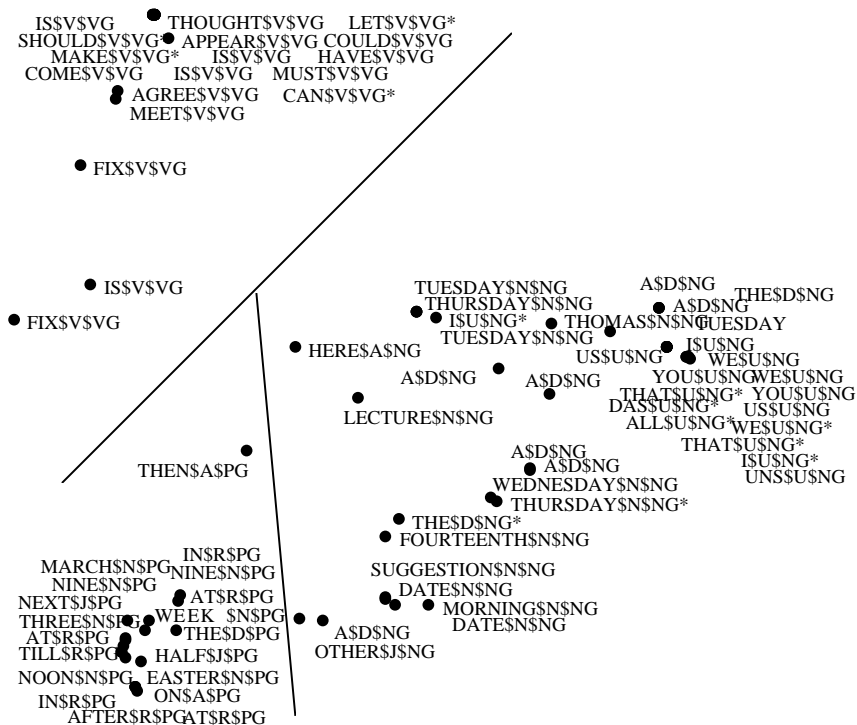 IS$V$VG THOUGHT$V$VG LET$V$VG*
SHOULD$V$VG* APPEAR$V$VG COULD$V$VG
MAKE$V$VG* IS$V$VG HAVE$V$VG
COME$V$VG IS$V$VG MUST$V$VG
AGREE$V$VG CAN$V$VG*
MEET$V$VG
FIX$V$VG
IS$V$VG
FIX$V$VG
TUESDAY$N$NG A$D$NG THE$D$NG
THURSDAY$N$NG A$D$NG
I$U$NG* THOMAS$N$NG TUESDAY
TUESDAY$N$NG I$U$NG
HERE$A$NG US$U$NG WE$U$NG
A$D$NG A$D$NG YOU$U$NG WE$U$NG
LECTURE$N$NG THAT$U$NG* YOU$U$NG
DAS$U$NG* US$U$NG
ALL$U$NG* WE$U$NG*
THAT$U$NG*
A$D$NG I$U$NG*
THEN$A$PG A$D$NG UNS$U$NG
WEDNESDAY$N$NG
THURSDAY$N$NG*
THE$D$NG*
FOURTEENTH$N$NG
IN$R$PG
MARCH$N$PG NINE$N$PG SUGGESTION$N$NG
NINE$N$PG AT$R$PG DATE$N$NG
NEXT$J$PG WEEK $N$PG MORNING$N$NG
THREE$N$PG THE$D$PG A$D$NG DATE$N$NG
AT$R$PG OTHER$J$NG
TILL$R$PG HALF$J$PG
NOON$N$PG EASTER$N$PG
IN$R$PG ON$A$PG
AFTER$R$PG AT$R$PG